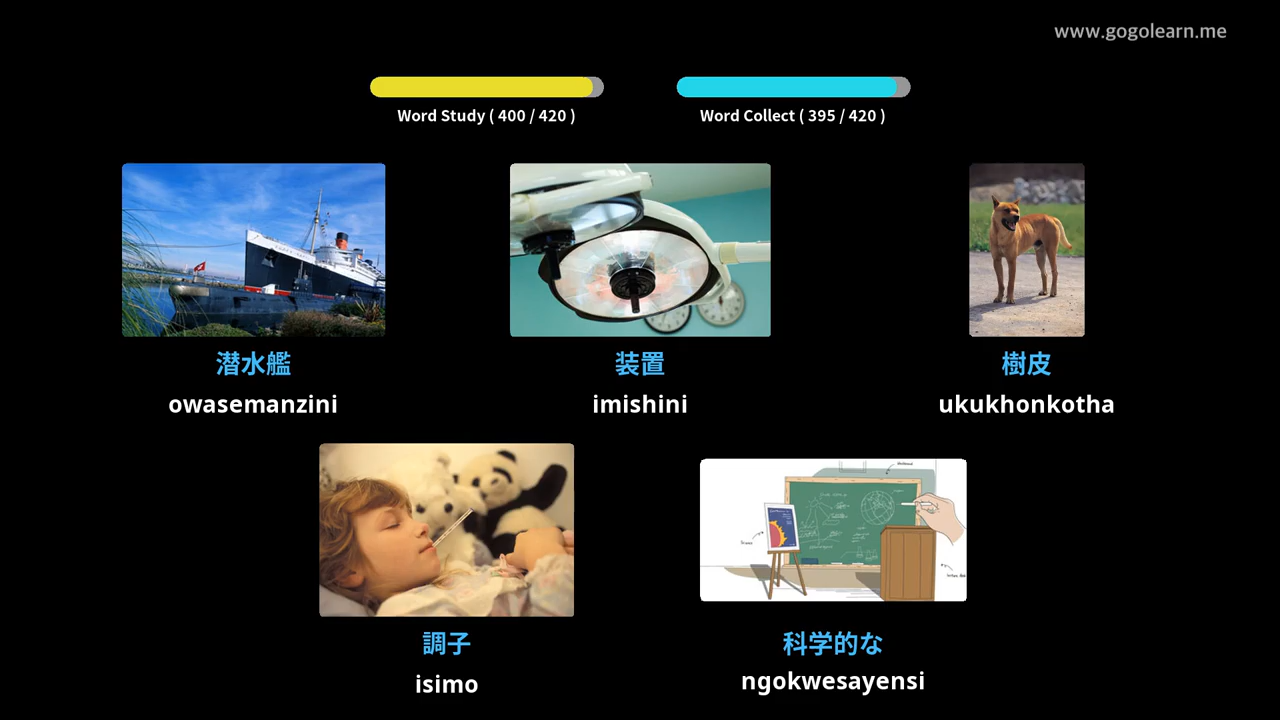 www.gogolearn.me
Word Study ( 400 / 420 )
Word Collect ( 395 / 420 )
潜水艦
owasemanzini
装置
imishini
樹皮
ukukhonkotha
調子
isimo
科学的な
ngokwesayensi